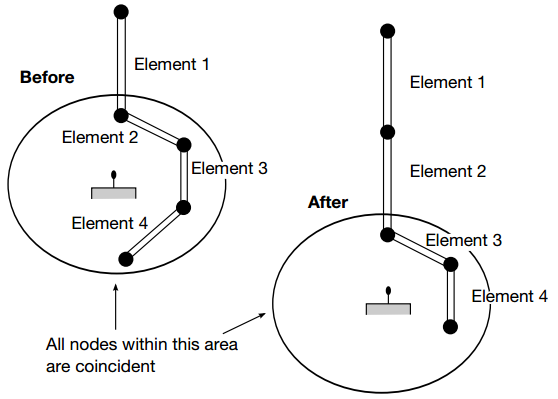 Before
Element 1
Element 2
Element 3
Element 4
After
Element 1
Element 2
Element 3
Element 4
All nodes within this area
are coincident